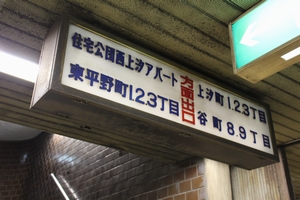 住宅公団西上汐アパート
東平野町1.2.3丁目
方面出口
上汐町1.2.3丁目
谷町8.9丁目